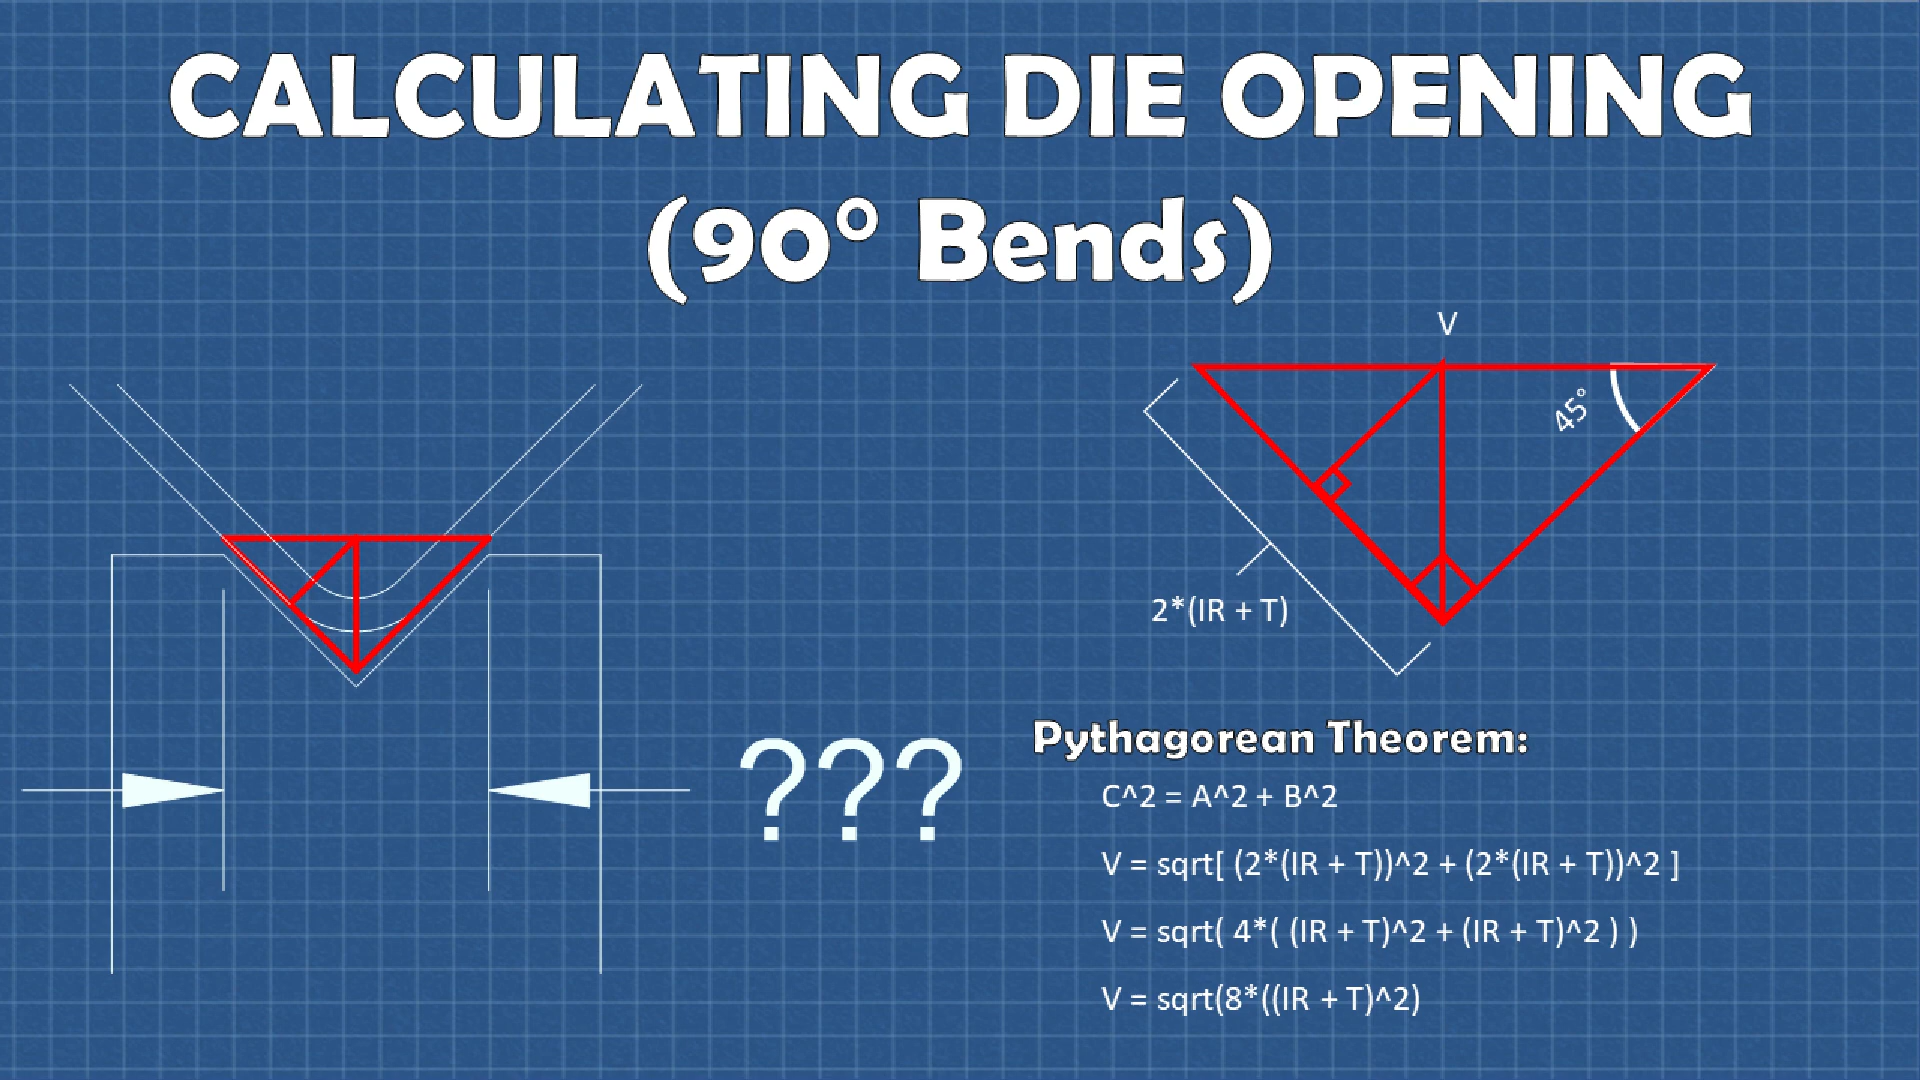 CALCULATING DIE OPENING
(90° Bends)
V
45°
2*(IR + T)
???
Pythagorean Theorem:
C^2 = A^2 + B^2
V = sqrt[ (2*(IR + T))^2 + (2*(IR + T))^2 ]
V = sqrt( 4*( (IR + T)^2 + (IR + T)^2 ) )
V = sqrt(8*((IR + T)^2)